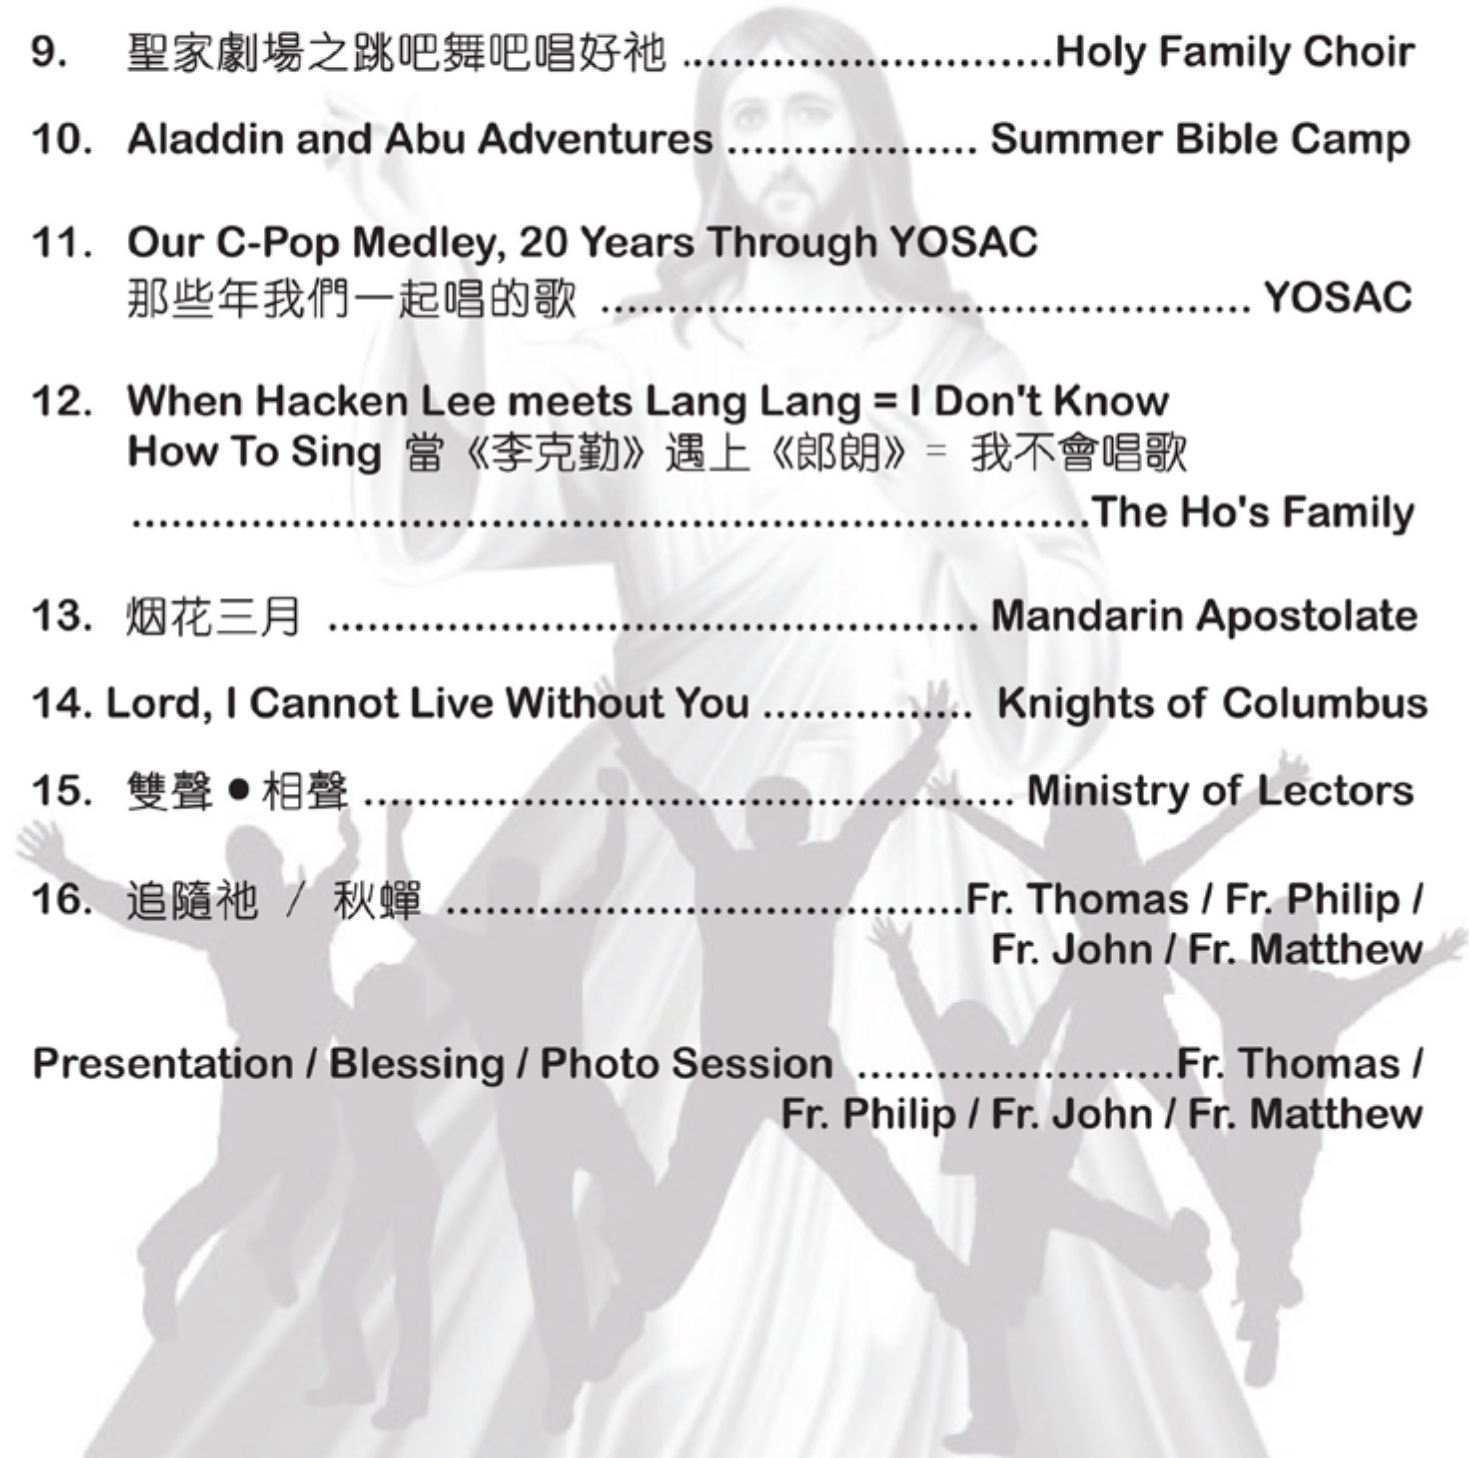 9. 聖家劇場之跳吧舞吧唱好祂 ............................Holy Family Choir
10. Aladdin and Abu Adventures ................... Summer Bible Camp
11. Our C-Pop Medley, 20 Years Through YOSAC
那些年我們一起唱的歌 ................................................. YOSAC
12. When Hacken Lee meets Lang Lang = I Don't Know
How To Sing 當《李克勤》遇上《郎朗》= 我不會唱歌
........................................................................The Ho's Family
13. 烟花三月 ................................................. Mandarin Apostolate
14. Lord, I Cannot Live Without You ................ Knights of Columbus
15. 雙聲 ● 相聲 ................................................. Ministry of Lectors
16. 追隨祂 / 秋蟬 .......................................Fr. Thomas / Fr. Philip /
Fr. John / Fr. Matthew
Presentation / Blessing / Photo Session ........................Fr. Thomas /
Fr. Philip / Fr. John / Fr. Matthew